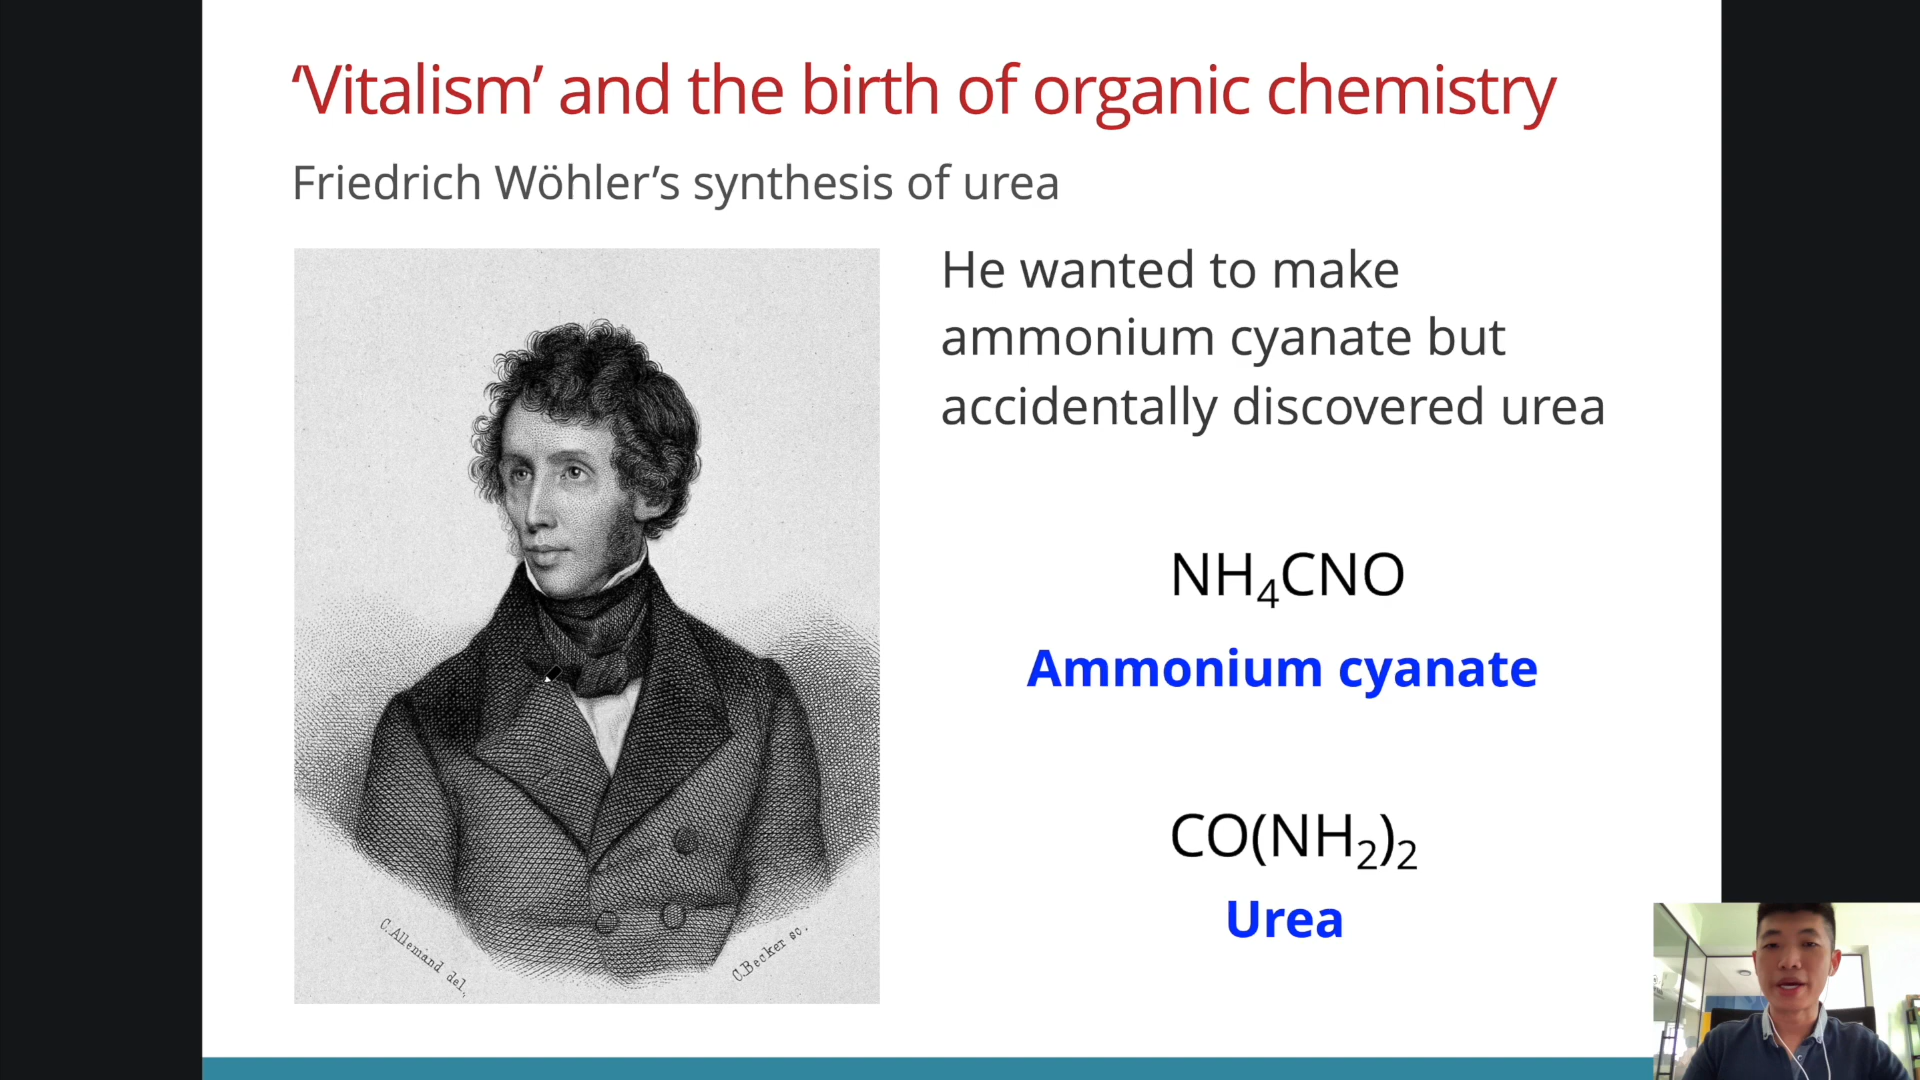 ‘Vitalism’ and the birth of organic chemistry
Friedrich Wöhler’s synthesis of urea
He wanted to make
ammonium cyanate but
accidentally discovered urea
NH₄CNO
Ammonium cyanate
CO(NH₂)₂
Urea
C. Allemand del.
C. Becker sc.